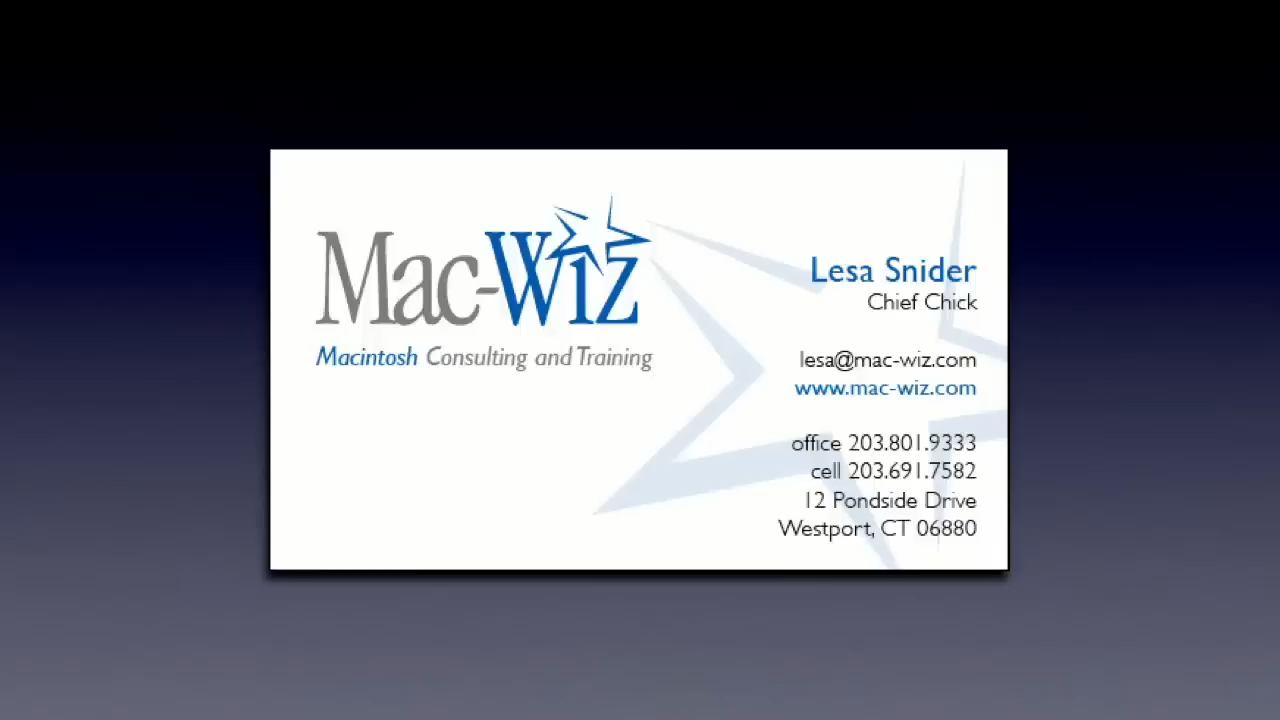 Mac-Wiz
Macintosh Consulting and Training
Lesa Snider
Chief Chick
lesa@mac-wiz.com
www.mac-wiz.com
office 203.801.9333
cell 203.691.7582
12 Pondside Drive
Westport, CT 06880